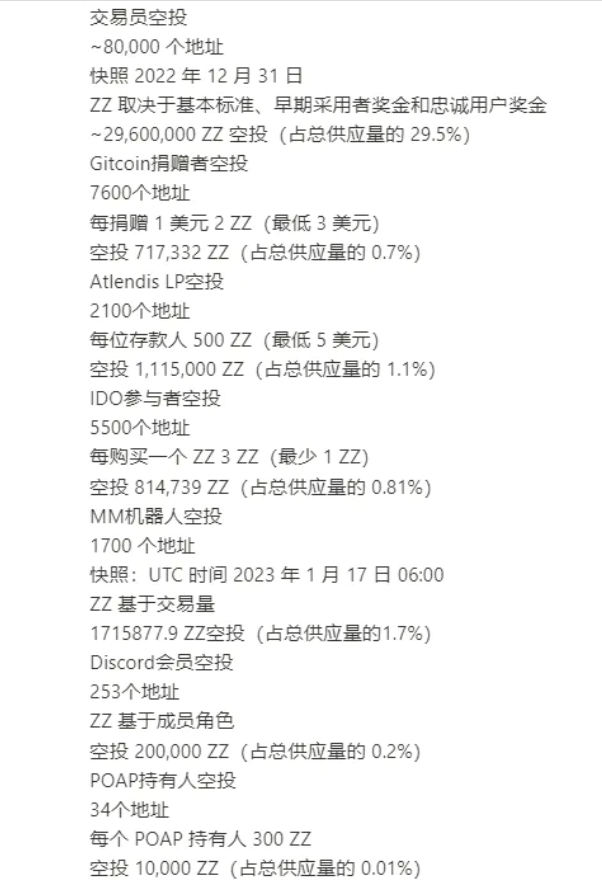 交易员空投
~80,000 个地址
快照 2022 年 12 月 31 日
ZZ 取决于基本标准、早期采用者奖金和忠诚用户奖金
~29,600,000 ZZ 空投（占总供应量的 29.5%）
Gitcoin捐赠者空投
7600个地址
每捐赠 1 美元 2 ZZ（最低 3 美元）
空投 717,332 ZZ（占总供应量的 0.7%）
Atlendis LP空投
2100个地址
每位存款人 500 ZZ（最低 5 美元）
空投 1,115,000 ZZ（占总供应量的 1.1%）
IDO参与者空投
5500个地址
每购买一个 ZZ 3 ZZ（最少 1 ZZ）
空投 814,739 ZZ（占总供应量的 0.81%）
MM机器人空投
1700 个地址
快照：UTC 时间 2023 年 1 月 17 日 06:00
ZZ 基于交易量
1715877.9 ZZ空投（占总供应量的1.7%）
Discord会员空投
253个地址
ZZ 基于成员角色
空投 200,000 ZZ（占总供应量的 0.2%）
POAP持有人空投
34个地址
每个 POAP 持有人 300 ZZ
空投 10,000 ZZ（占总供应量的 0.01%）